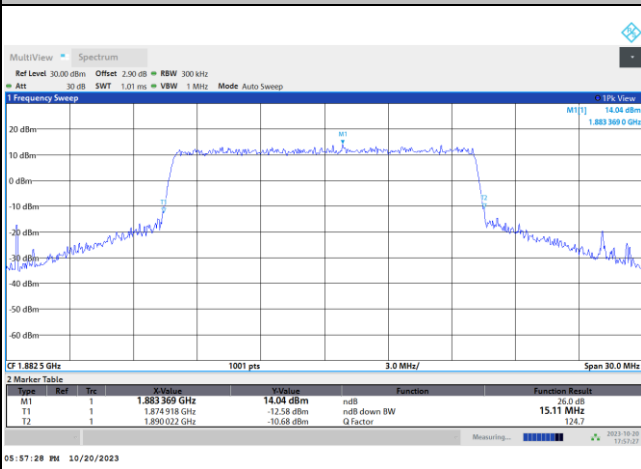 MultiView Spectrum
Ref Level 30.00 dBm Offset 2.90 dB RBW 300 kHz
Att 30 dB SWT 1.01 ms VBW 1 MHz Mode Auto Sweep
1 Frequency Sweep 1Pk View
M1[1] 14.04 dBm
1.883 369 0 GHz
20 dBm
M1
10 dBm
0 dBm
T1 T2
-10 dBm
-20 dBm
-30 dBm
-40 dBm
-50 dBm
-60 dBm
CF 1.882 5 GHz 1001 pts 3.0 MHz/ Span 30.0 MHz
2 Marker Table
Type Ref Trc X-Value Y-Value Function Function Result
M1 1 1.883 369 GHz 14.04 dBm ndB 26.0 dB
T1 1 1.874 918 GHz -12.58 dBm ndB down BW 15.11 MHz
T2 1 1.890 022 GHz -10.68 dBm Q Factor 124.7
Measuring... 2023-10-20
17:57:27
05:57:28 PM 10/20/2023